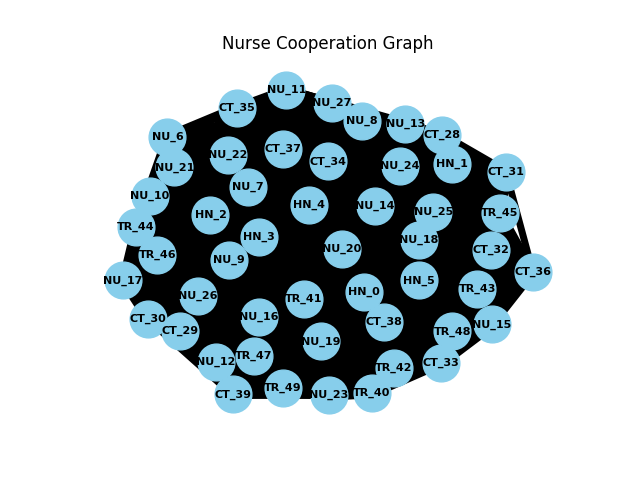 Nurse Cooperation Graph
NU_11
NU_27
CT_35
NU_8
NU_13
CT_28
NU_6
CT_37
NU_22
CT_34
HN_1
NU_24
NU_21
CT_31
NU_7
NU_10
HN_4
NU_14
NU_25
TR_45
HN_2
TR_44
HN_3
NU_18
NU_20
CT_32
TR_46
NU_9
CT_36
NU_17
HN_5
TR_43
HN_0
NU_26
TR_41
NU_16
CT_30
CT_38
NU_15
CT_29
TR_48
NU_19
TR_47
NU_12
CT_33
TR_42
TR_49
TR_40
CT_39
NU_23